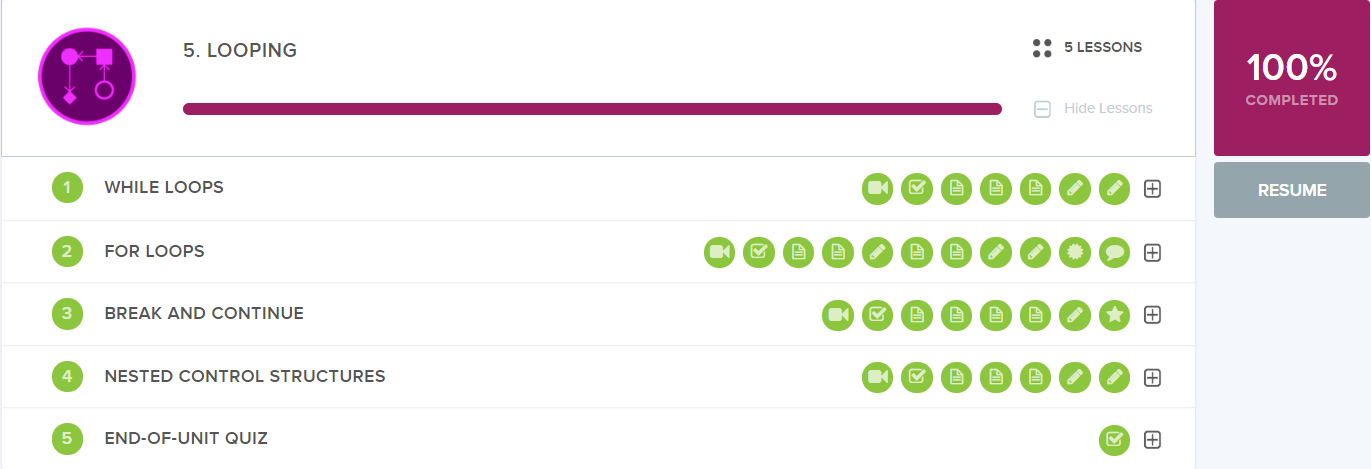 5. LOOPING
5 LESSONS
Hide Lessons
100%
COMPLETED
RESUME
1 WHILE LOOPS
2 FOR LOOPS
3 BREAK AND CONTINUE
4 NESTED CONTROL STRUCTURES
5 END-OF-UNIT QUIZ